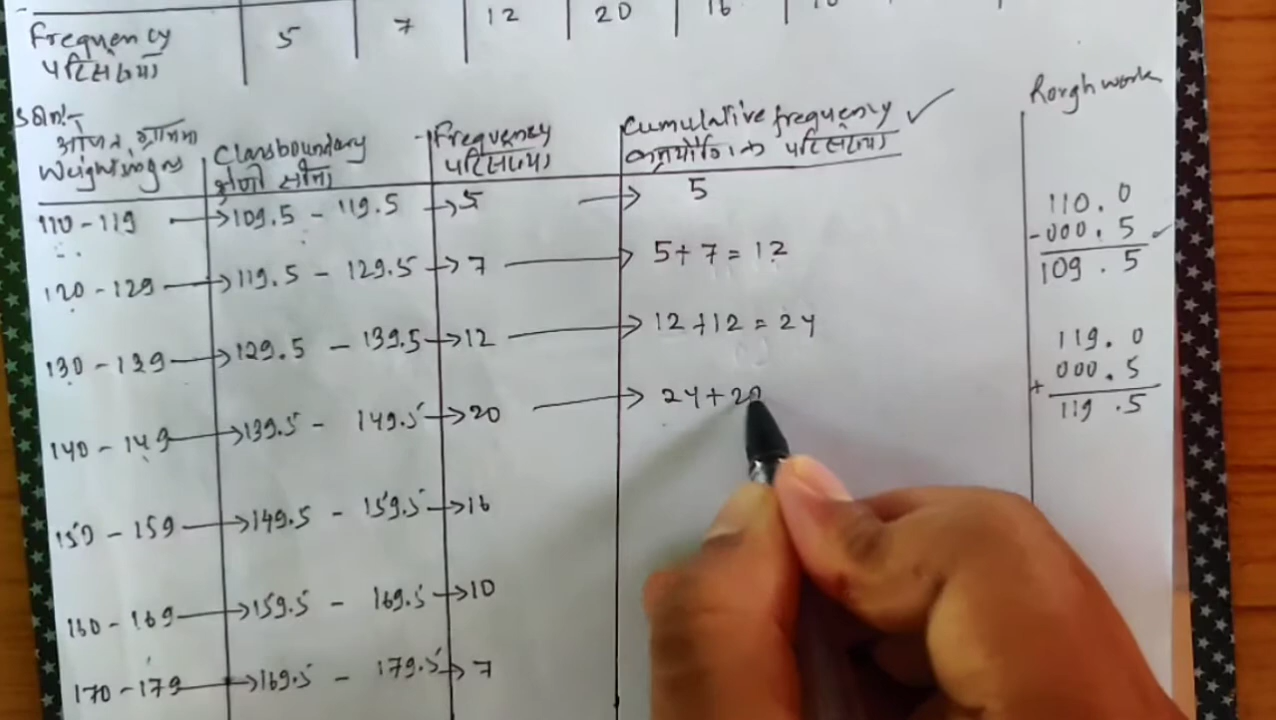 Frequency 5 7 12 20 16
Soln:-
Weight Class boundary Frequency Cumulative frequency ✓ Rough work
110 - 119 → 109.5 - 119.5 → 5 → 5
120 - 129 → 119.5 - 129.5 → 7 → 5 + 7 = 12
130 - 139 → 129.5 - 139.5 → 12 → 12 + 12 = 24
140 - 149 → 139.5 - 149.5 → 20 → 24 + 20
150 - 159 → 149.5 - 159.5 → 16
160 - 169 → 159.5 - 169.5 → 10
170 - 179 → 169.5 - 179.5 → 7
110.0
- 000.5 ✓
109.5
119.0
+ 000.5
119.5